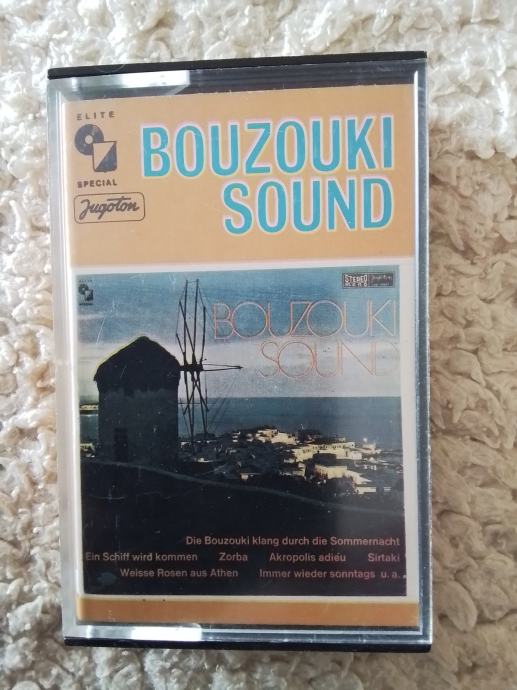 ELITE
SPECIAL
Jugoton
BOUZOUKI
SOUND
STEREO
mono
BOUZOUKI
SOUND
Die Bouzouki klang durch die Sommernacht
Ein Schiff wird kommen Zorba Akropolis adieu Sirtaki
Weisse Rosen aus Athen Immer wieder sonntags u.a.